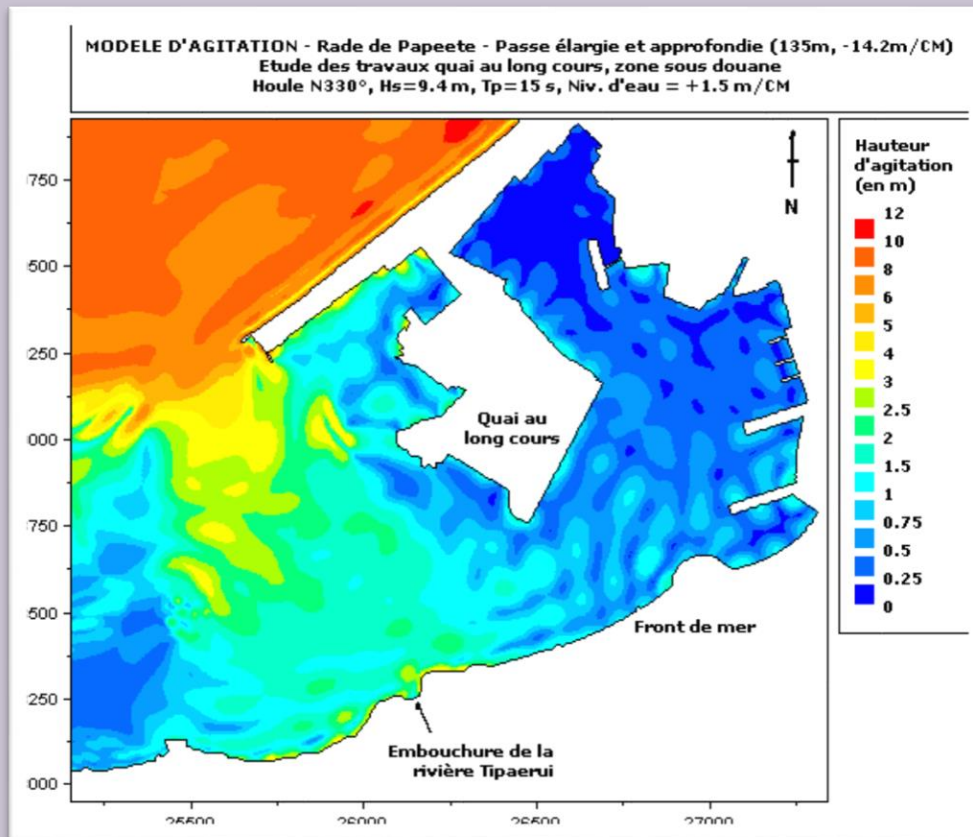 MODELE D'AGITATION - Rade de Papeete - Passe élargie et approfondie (135m, -14.2m/CM)
Etude des travaux quai au long cours, zone sous douane
Houle N330°, Hs=9.4 m, Tp=15 s, Niv. d'eau = +1.5 m/CM
N
Hauteur
d'agitation
(en m)
12
10
8
6
5
4
3
2.5
2
1.5
1
0.75
0.5
0.25
0
750
500
250
000
750
500
250
000
Quai au
long cours
Front de mer
Embouchure de la
rivière Tipaerui
25500
26000
26500
27000